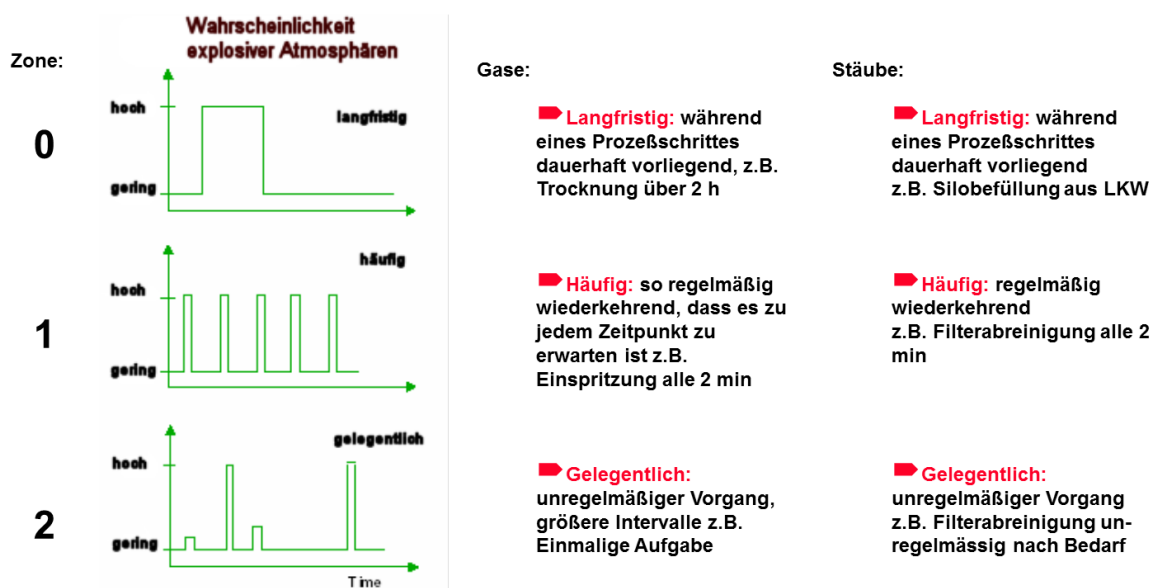 Wahrscheinlichkeit
explosiver Atmosphären
Zone:
Gase:
Stäube:
0
hoch
langfristig
gering
Langfristig: während
eines Prozeßschrittes
dauerhaft vorliegend, z.B.
Trocknung über 2 h
Langfristig: während
eines Prozeßschrittes
dauerhaft vorliegend
z.B. Silobefüllung aus LKW
1
häufig
hoch
gering
Häufig: so regelmäßig
wiederkehrend, dass es zu
jedem Zeitpunkt zu
erwarten ist z.B.
Einspritzung alle 2 min
Häufig: regelmäßig
wiederkehrend
z.B. Filterabreinigung alle 2
min
2
gelegentlich
hoch
gering
Time
Gelegentlich:
unregelmäßiger Vorgang,
größere Intervalle z.B.
Einmalige Aufgabe
Gelegentlich:
unregelmäßiger Vorgang
z.B. Filterabreinigung un-
regelmässig nach Bedarf